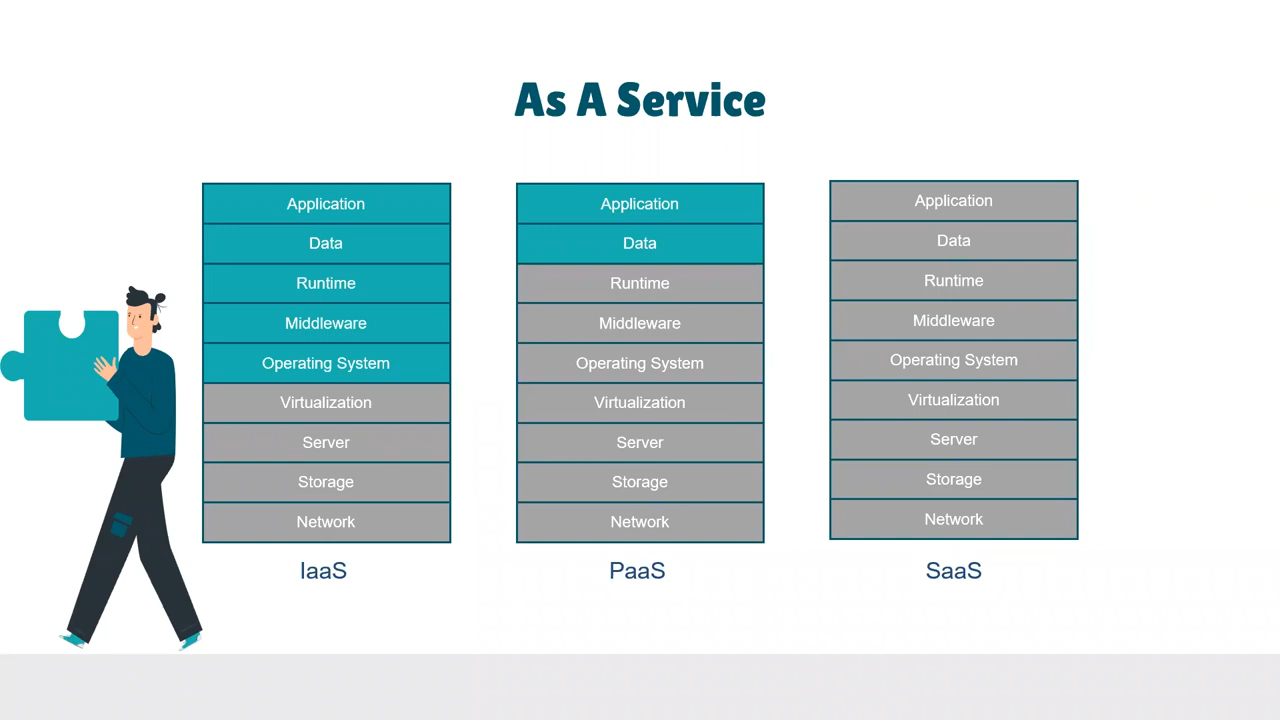 As A Service
Application
Data
Runtime
Middleware
Operating System
Virtualization
Server
Storage
Network
IaaS
Application
Data
Runtime
Middleware
Operating System
Virtualization
Server
Storage
Network
PaaS
Application
Data
Runtime
Middleware
Operating System
Virtualization
Server
Storage
Network
SaaS